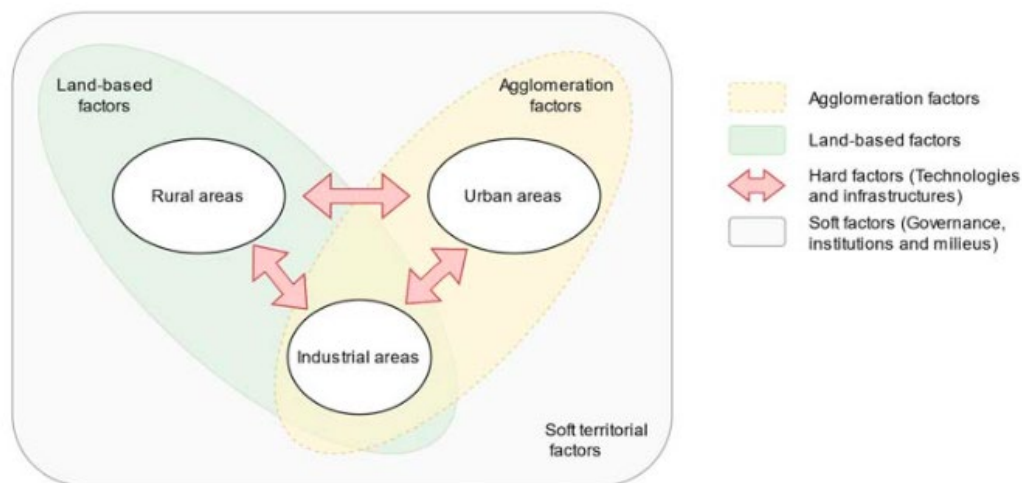 Land-based
factors
Agglomeration
factors
Rural areas
Urban areas
Industrial areas
Soft territorial
factors
Agglomeration factors
Land-based factors
Hard factors (Technologies
and infrastructures)
Soft factors (Governance,
institutions and milieus)